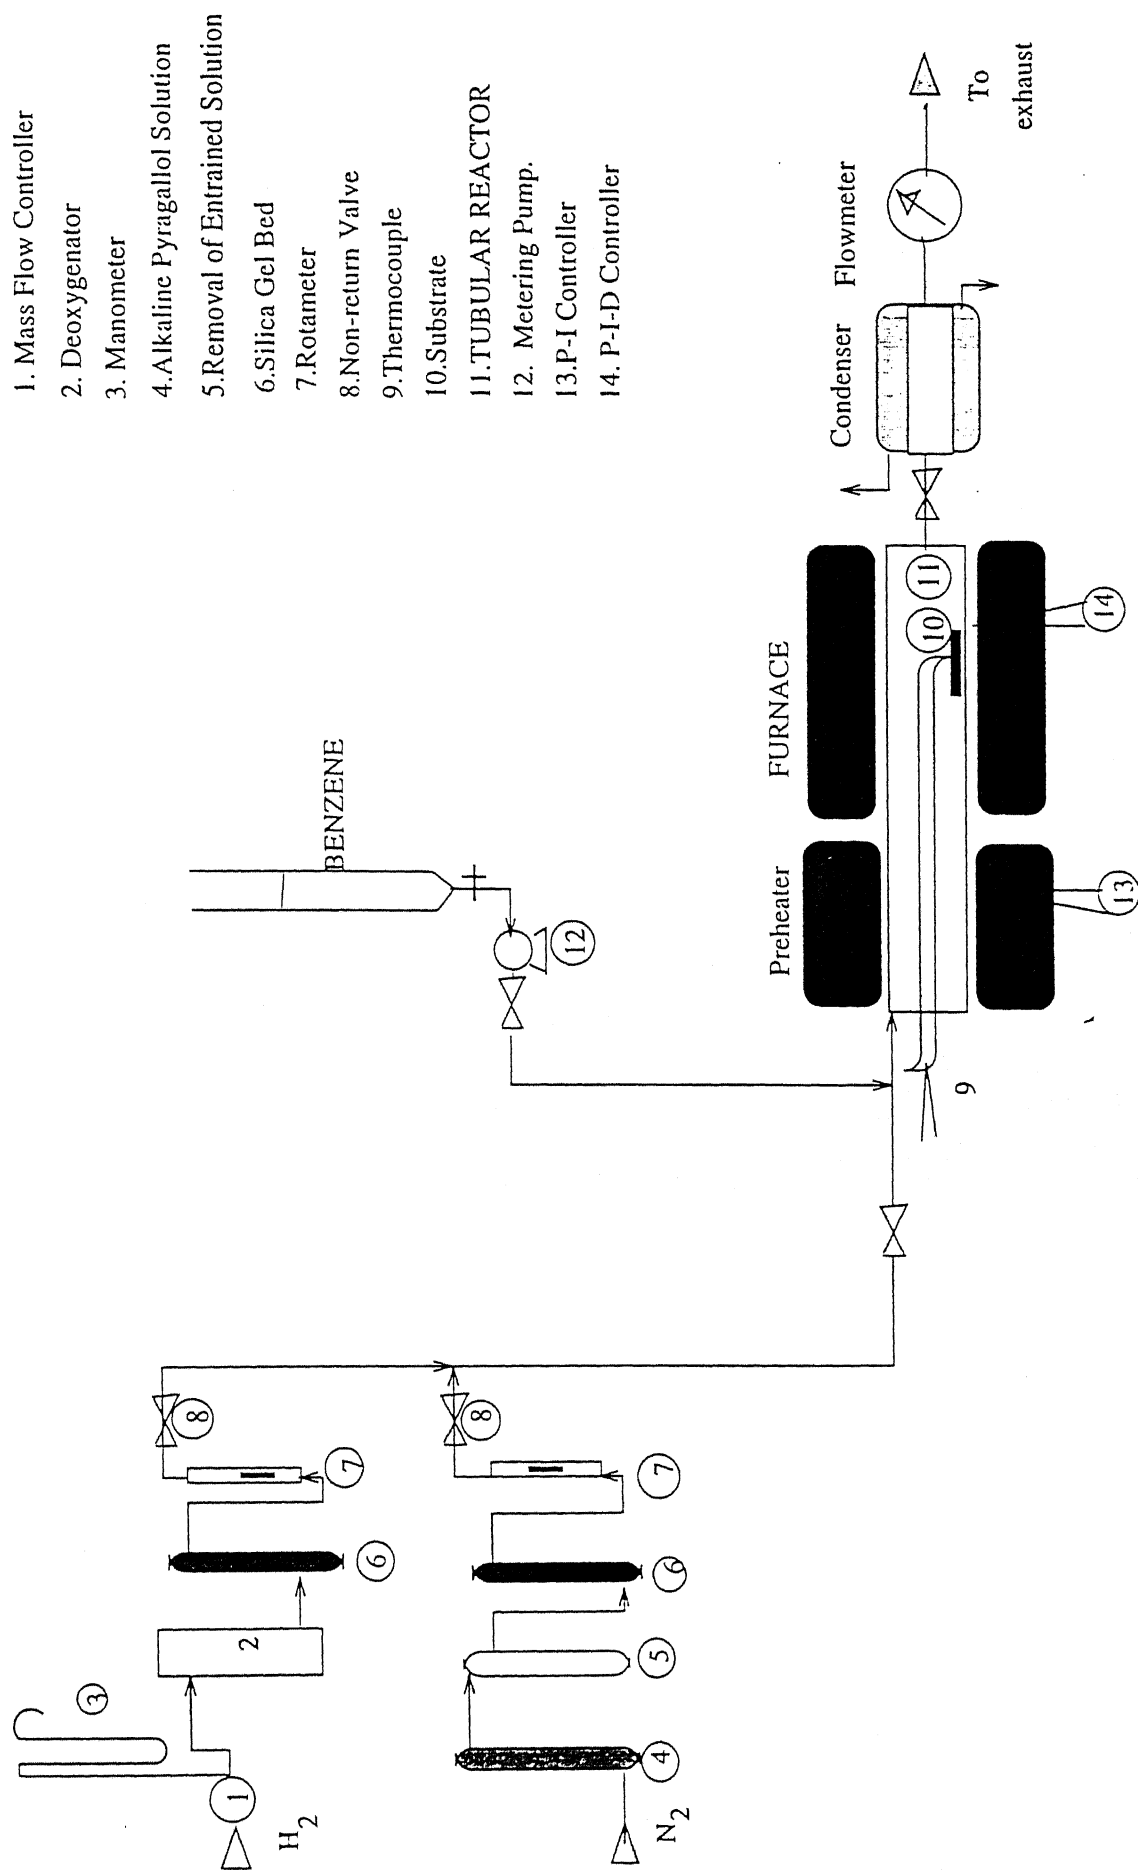 1. Mass Flow Controller
2. Deoxygenator
3. Manometer
4.Alkaline Pyragallol Solution
5.Removal of Entrained Solution
6.Silica Gel Bed
7.Rotameter
8.Non-return Valve
9.Thermocouple
10.Substrate
11.TUBULAR REACTOR
12. Metering Pump.
13.P-I Controller
14. P-I-D Controller
BENZENE
12
3
2
6
7
8
1
H2
4
5
6
7
8
N2
9
Preheater
FURNACE
Condenser
Flowmeter
10
11
13
14
To
exhaust